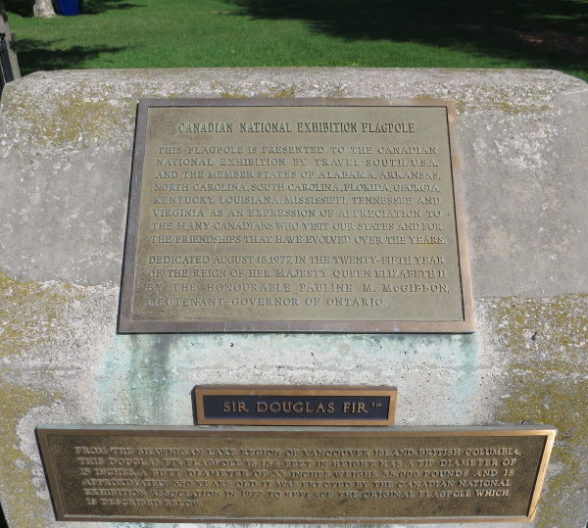 CANADIAN NATIONAL EXHIBITION FLAGPOLE
THIS FLAGPOLE IS PRESENTED TO THE CANADIAN
NATIONAL EXHIBITION BY TRAVEL SOUTH, U.S.A.
AND THE MEMBER STATES OF ALABAMA, ARKANSAS,
NORTH CAROLINA, SOUTH CAROLINA, FLORIDA, GEORGIA,
KENTUCKY, LOUISIANA, MISSISSIPPI, TENNESSEE AND
VIRGINIA AS AN EXPRESSION OF APPRECIATION TO
THE MANY CANADIANS WHO VISIT OUR STATES AND FOR
THE FRIENDSHIPS THAT HAVE EVOLVED OVER THE YEARS.
DEDICATED AUGUST 18, 1977, IN THE TWENTY-FIFTH YEAR
OF THE REIGN OF HER MAJESTY QUEEN ELIZABETH II
BY THE HONOURABLE PAULINE M. McGIBBON,
LIEUTENANT-GOVERNOR OF ONTARIO.
SIR DOUGLAS FIR™
FROM THE SHAWNIGAN LAKE REGION OF VANCOUVER ISLAND, BRITISH COLUMBIA,
THIS DOUGLAS FIR FLAGPOLE IS 184 FEET IN HEIGHT, HAS A TIP DIAMETER OF
INCHES, A BUTT DIAMETER OF INCHES, WEIGHS POUNDS AND IS
APPROXIMATELY YEARS OLD. IT WAS ERECTED BY THE CANADIAN NATIONAL
EXHIBITION ASSOCIATION IN 1977 TO REPLACE THE ORIGINAL FLAGPOLE WHICH
IS DESCRIBED BELOW.